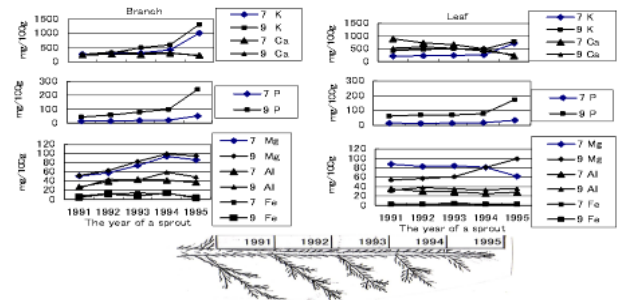 Branch
1500
1000
500
0
mg/100g
7 K
9 K
7 Ca
9 Ca
300
200
100
0
mg/100g
7 P
9 P
120
100
80
60
40
20
0
mg/100g
7 Mg
9 Mg
7 Al
9 Al
7 Fe
9 Fe
1991 1992 1993 1994 1995
The year of a sprout
Leaf
1500
1000
500
0
mg/100g
7 K
9 K
7 Ca
9 Ca
300
200
100
0
mg/100g
7 P
9 P
120
100
80
60
40
20
0
mg/100g
7 Mg
9 Mg
7 Al
9 Al
7 Fe
9 Fe
1991 1992 1993 1994 1995
The year of a sprout
1991 1992 1993 1994 1995